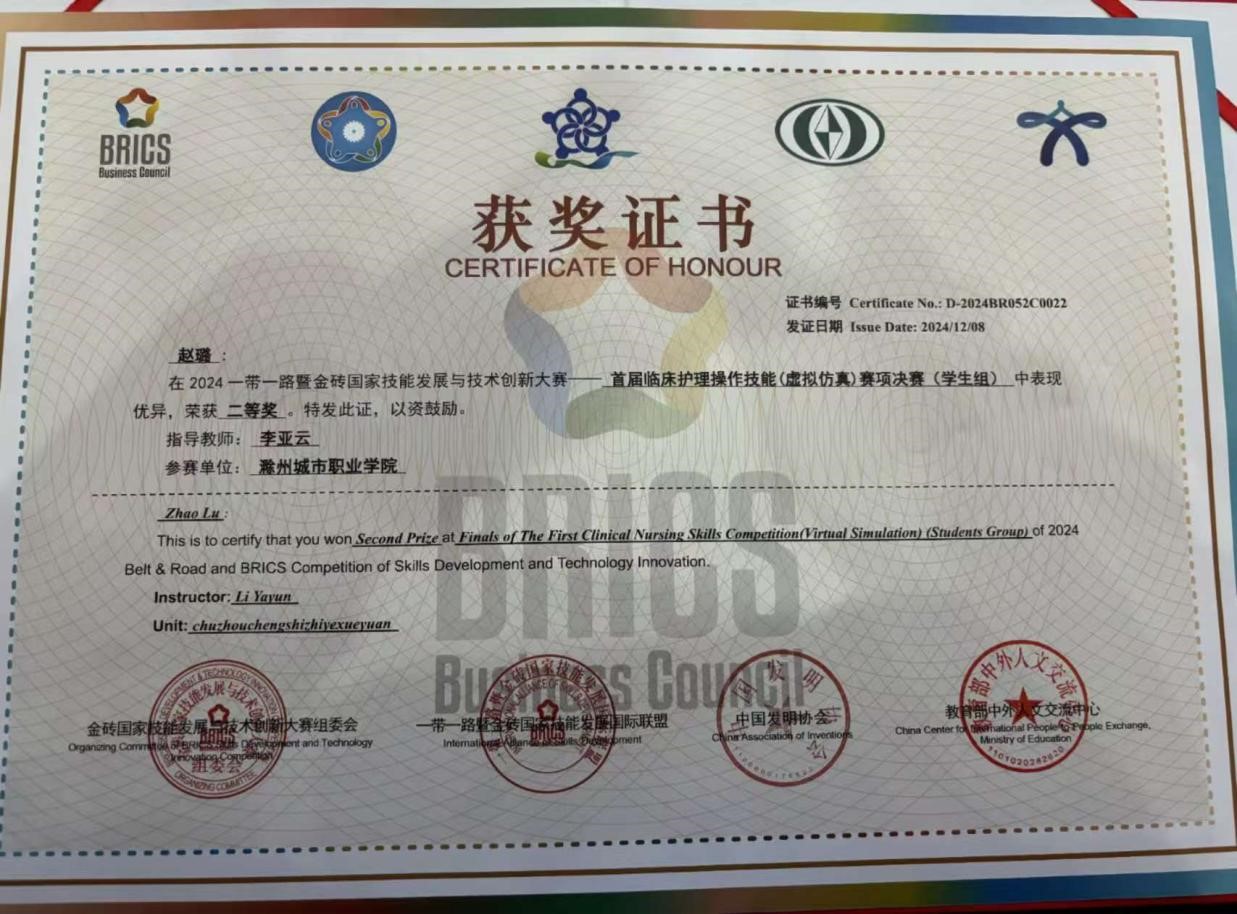 BRICS
Business Council
获奖证书
CERTIFICATE OF HONOUR
证书编号 Certificate No.: D-2024BR052C0022
发证日期 Issue Date: 2024/12/08
赵璐：
在 2024 一带一路暨金砖国家技能发展与技术创新大赛—— 首届临床护理操作技能(虚拟仿真)赛项决赛（学生组） 中表现
优异，荣获 二等奖 。特发此证，以资鼓励。
指导教师： 李亚云
参赛单位： 滁州城市职业学院
Zhao Lu :
This is to certify that you won Second Prize at Finals of The First Clinical Nursing Skills Competition(Virtual Simulation) (Students Group) of 2024
Belt & Road and BRICS Competition of Skills Development and Technology Innovation.
Instructor: Li Yayun
Unit: chuzhouchengshizhiyexueyuan
BRICS
Business Council
金砖国家技能发展与技术创新大赛组委会
Organizing Committee of BRICS Skills Development and Technology
Innovation Competition
组委会
ORGANIZING COMMITTEE
一带一路暨金砖国家技能发展国际联盟
International Alliance of Skills Development
中国发明协会
China Association of Inventions
教育部中外人文交流中心
China Center for International People-to-People Exchange,
Ministry of Education
1101020282620